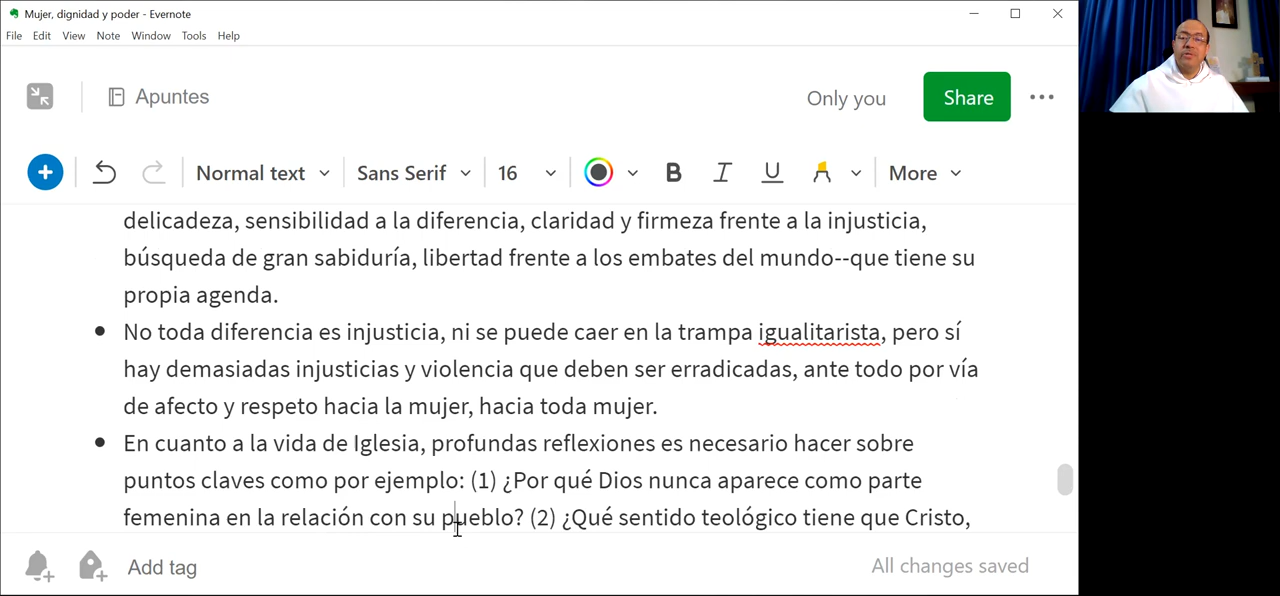 Mujer, dignidad y poder - Evernote
File Edit View Note Window Tools Help
Apuntes
Only you
Share
Normal text
Sans Serif
16
B I U
More
delicadeza, sensibilidad a la diferencia, claridad y firmeza frente a la injusticia,
búsqueda de gran sabiduría, libertad frente a los embates del mundo--que tiene su
propia agenda.
No toda diferencia es injusticia, ni se puede caer en la trampa igualitarista, pero sí
hay demasiadas injusticias y violencia que deben ser erradicadas, ante todo por vía
de afecto y respeto hacia la mujer, hacia toda mujer.
En cuanto a la vida de Iglesia, profundas reflexiones es necesario hacer sobre
puntos claves como por ejemplo: (1) ¿Por qué Dios nunca aparece como parte
femenina en la relación con su pueblo? (2) ¿Qué sentido teológico tiene que Cristo,
Add tag
All changes saved